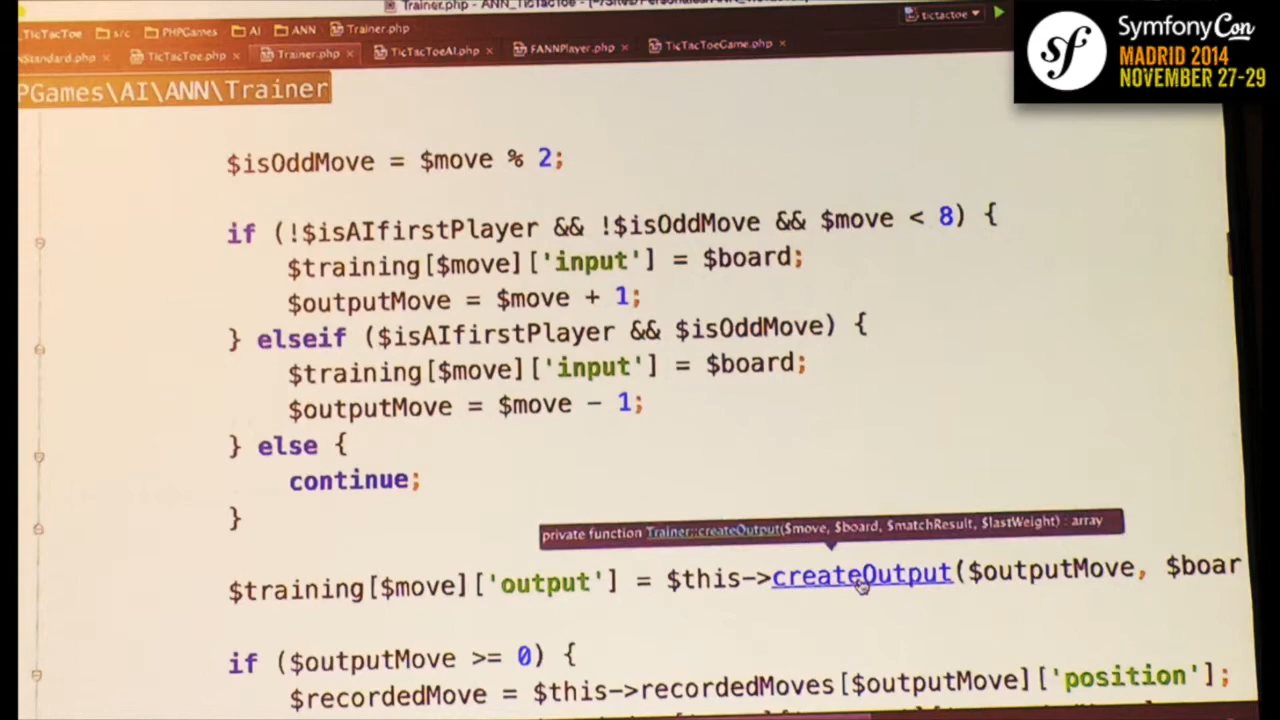 Trainer.php - ANN_TicTacToe -
TicTacToe src PHPGames AI ANN Trainer.php
tictactoe
Standard.php TicTacToe.php Trainer.php TicTacToeAI.php FANNPlayer.php TicTacToeGame.php
PGames\AI\ANN\Trainer
SymfonyCon
MADRID 2014
NOVEMBER 27-29
$isOddMove = $move % 2;
if (!$isAIfirstPlayer && !$isOddMove && $move < 8) {
$training[$move]['input'] = $board;
$outputMove = $move + 1;
} elseif ($isAIfirstPlayer && $isOddMove) {
$training[$move]['input'] = $board;
$outputMove = $move - 1;
} else {
continue;
}
private function Trainer::createOutput($move, $board, $matchResult, $lastWeight) : array
$training[$move]['output'] = $this->createOutput($outputMove, $boar
if ($outputMove >= 0) {
$recordedMove = $this->recordedMoves[$outputMove]['position'];